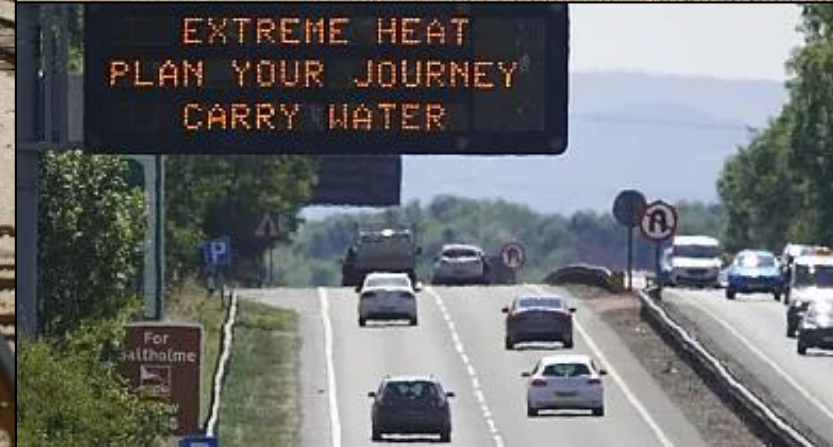 EXTREME HEAT
PLAN YOUR JOURNEY
CARRY WATER
P
For